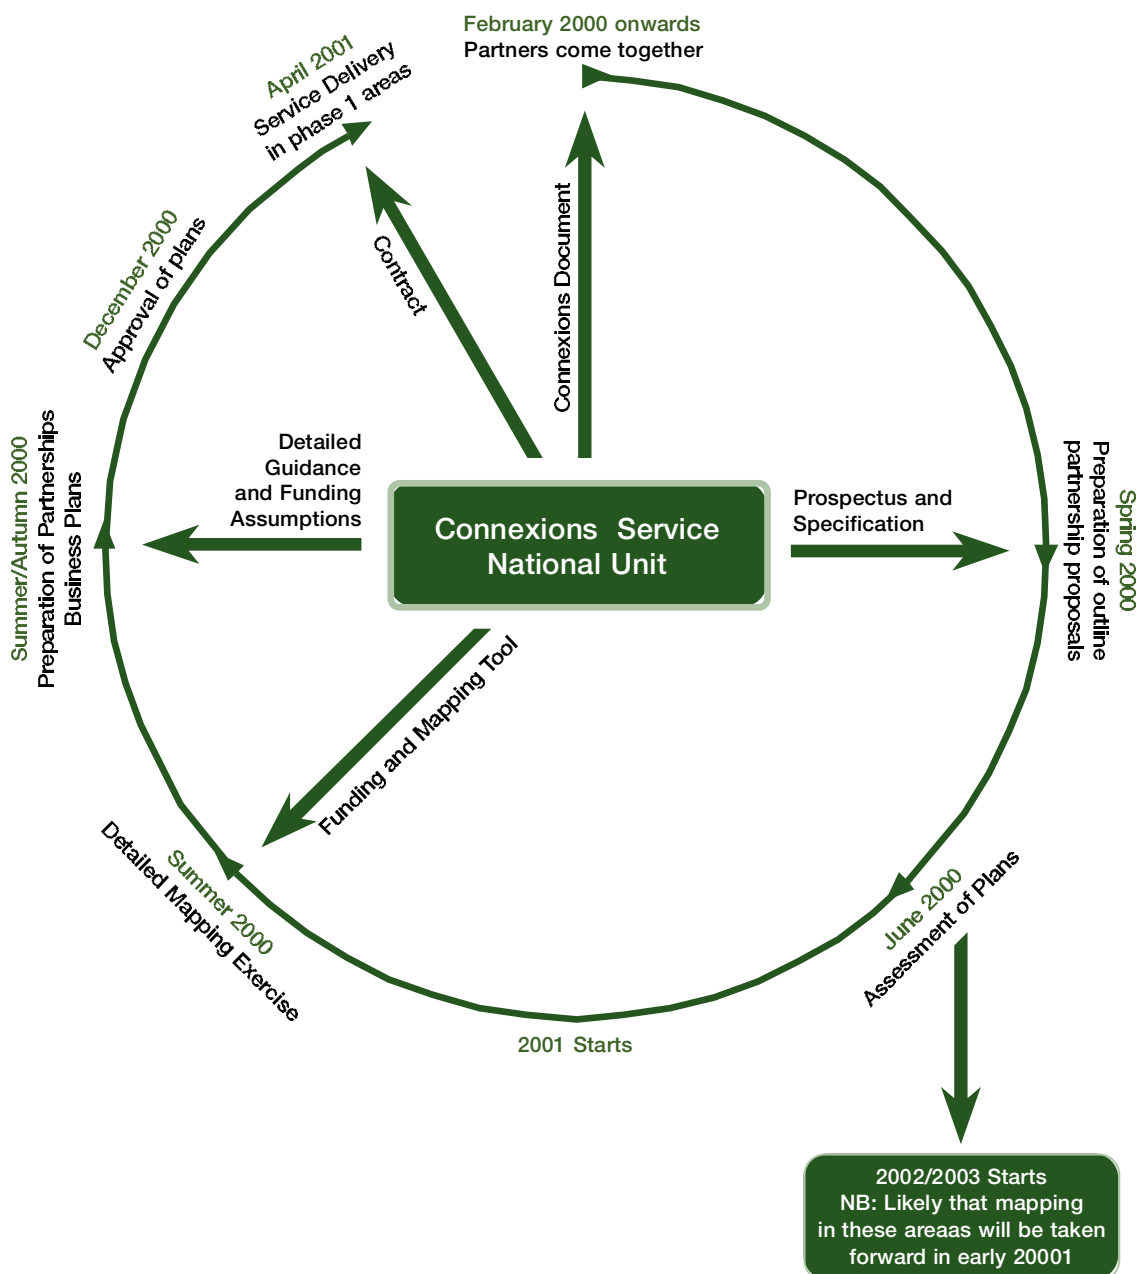 February 2000 onwards
Partners come together
April 2001
Service Delivery
in phase 1 areas
December 2000
Approval of plans
Contract
Connexions Document
Summer/Autumn 2000
Preparation of Partnerships
Business Plans
Detailed
Guidance
and Funding
Assumptions
Connexions Service
National Unit
Prospectus and
Specification
Spring 2000
Preparation of outline
partnership proposals
Funding and Mapping Tool
Summer 2000
Detailed Mapping Exercise
June 2000
Assessment of Plans
2001 Starts
2002/2003 Starts
NB: Likely that mapping
in these areaas will be taken
forward in early 20001